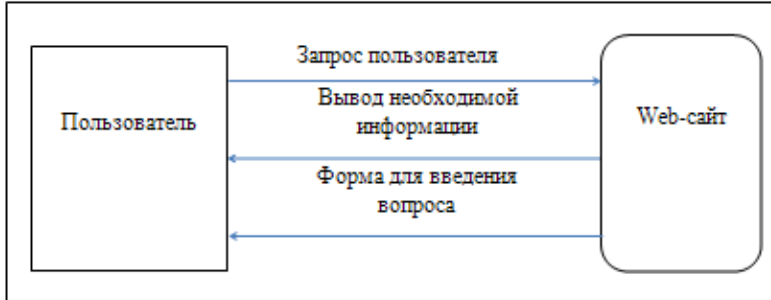 Запрос пользователя
Вывод необходимой
информации
Пользователь
Web-сайт
Форма для введения
вопроса